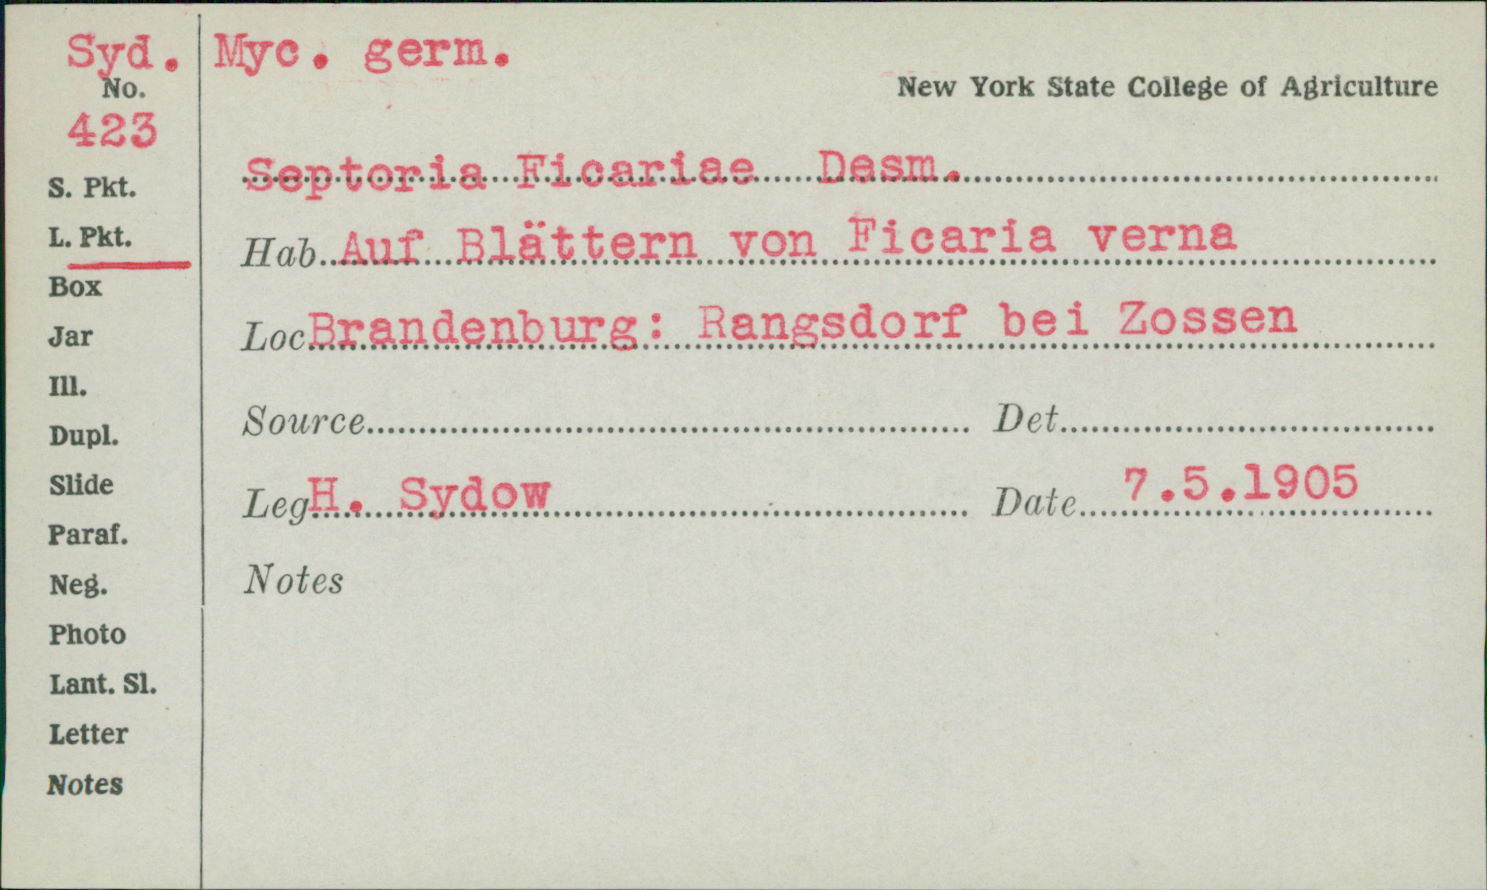 Syd. Myc. germ.
No.
New York State College of Agriculture
423
Septoria Ficariae Desm.
S. Pkt.
L. Pkt.
Hab. Auf Blättern von Ficaria verna
Box
Jar
Loc Brandenburg: Rangsdorf bei Zossen
Ill.
Dupl.
Source Det.
Slide
Leg H. Sydow Date 7.5.1905
Paraf.
Neg.
Notes
Photo
Lant. Sl.
Letter
Notes